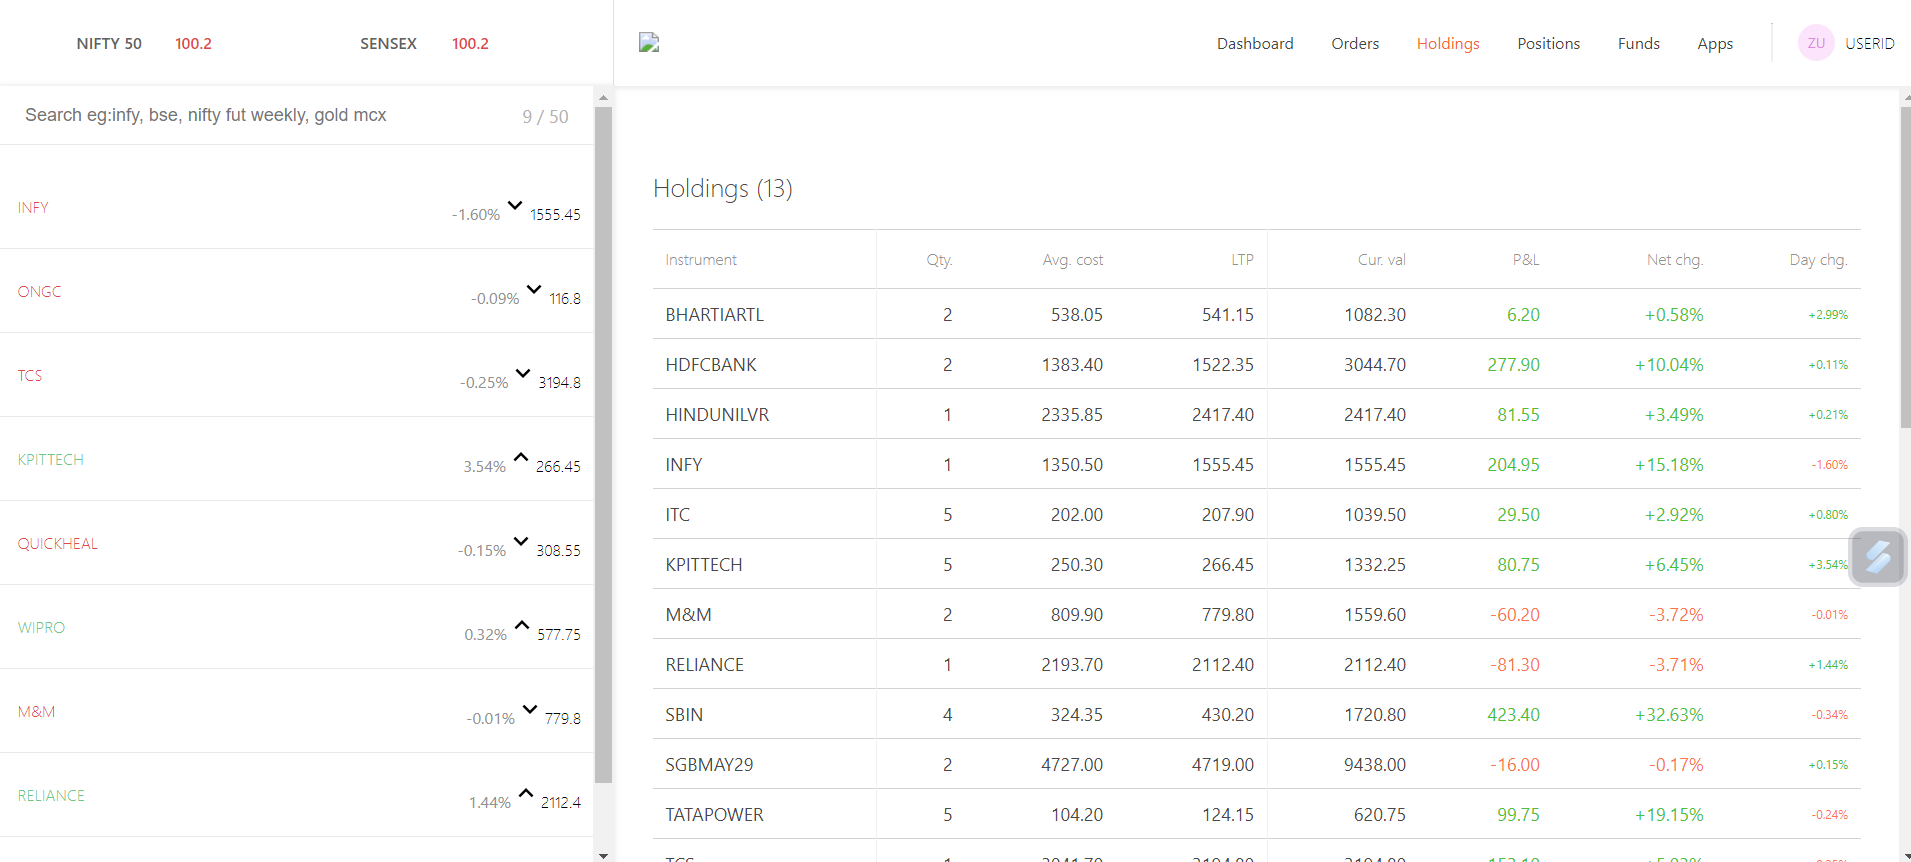 NIFTY 50 100.2 SENSEX 100.2
Dashboard Orders Holdings Positions Funds Apps ZU USERID
Search eg:infy, bse, nifty fut weekly, gold mcx 9 / 50
INFY -1.60% 1555.45
ONGC -0.09% 116.8
TCS -0.25% 3194.8
KPITTECH 3.54% 266.45
QUICKHEAL -0.15% 308.55
WIPRO 0.32% 577.75
M&M -0.01% 779.8
RELIANCE 1.44% 2112.4
Holdings (13)
Instrument Qty. Avg. cost LTP Cur. val P&L Net chg. Day chg.
BHARTIARTL 2 538.05 541.15 1082.30 6.20 +0.58% +2.99%
HDFCBANK 2 1383.40 1522.35 3044.70 277.90 +10.04% +0.11%
HINDUNILVR 1 2335.85 2417.40 2417.40 81.55 +3.49% +0.21%
INFY 1 1350.50 1555.45 1555.45 204.95 +15.18% -1.60%
ITC 5 202.00 207.90 1039.50 29.50 +2.92% +0.80%
KPITTECH 5 250.30 266.45 1332.25 80.75 +6.45% +3.54%
M&M 2 809.90 779.80 1559.60 -60.20 -3.72% -0.01%
RELIANCE 1 2193.70 2112.40 2112.40 -81.30 -3.71% +1.44%
SBIN 4 324.35 430.20 1720.80 423.40 +32.63% -0.34%
SGBMAY29 2 4727.00 4719.00 9438.00 -16.00 -0.17% +0.15%
TATAPOWER 5 104.20 124.15 620.75 99.75 +19.15% -0.24%